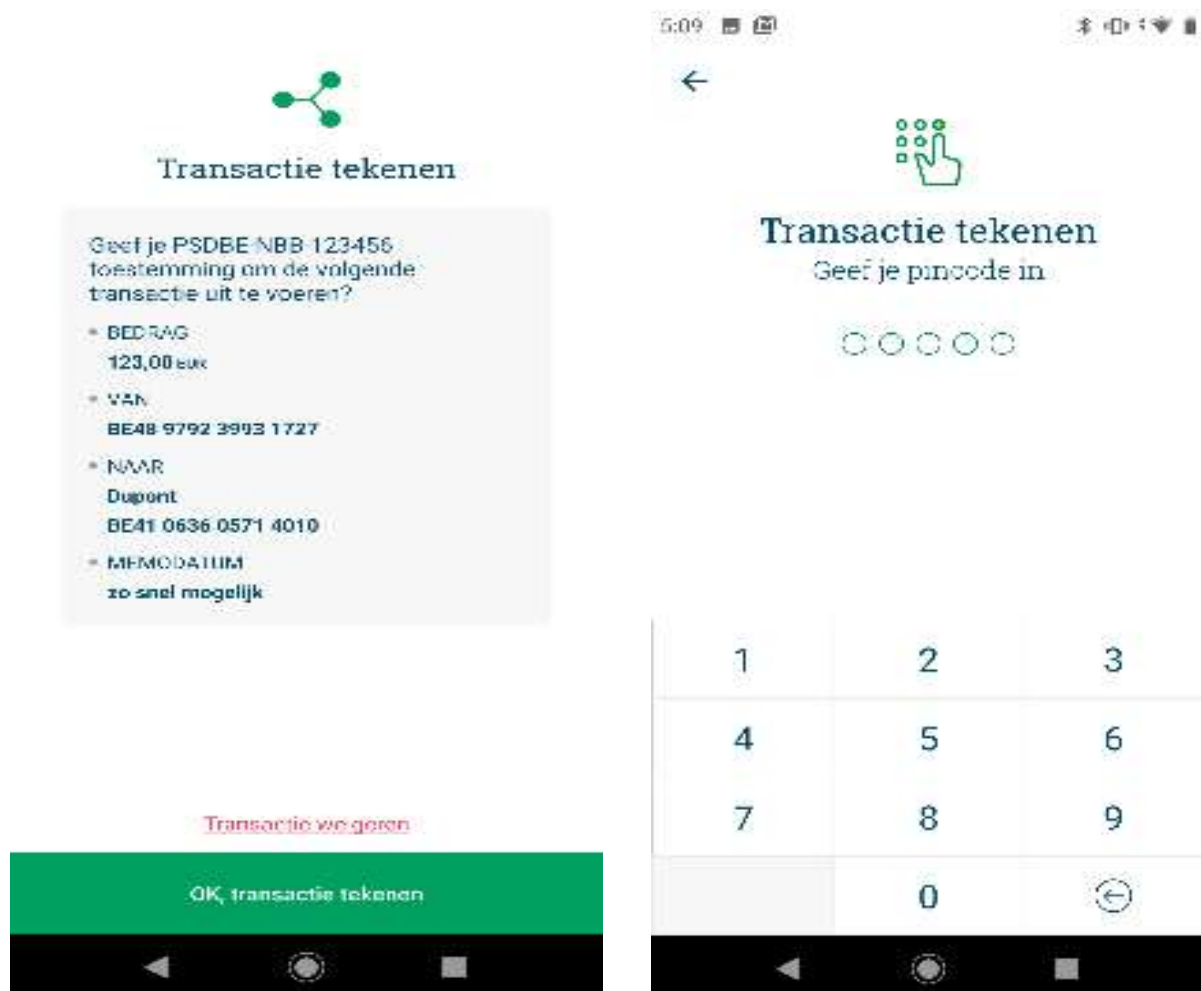 Transactie tekenen
Geef je PSDBE-NBB-123456
toestemming om de volgende
transactie uit te voeren?
BEDRAG
123,00 EUR
VAN
BE48 9792 3993 1727
NAAR
Dupont
BE41 0636 0571 4010
MEMODATUM
zo snel mogelijk
Transactie weigeren
OK, transactie tekenen
Transactie tekenen
Geef je pincode in
1 2 3
4 5 6
7 8 9
0